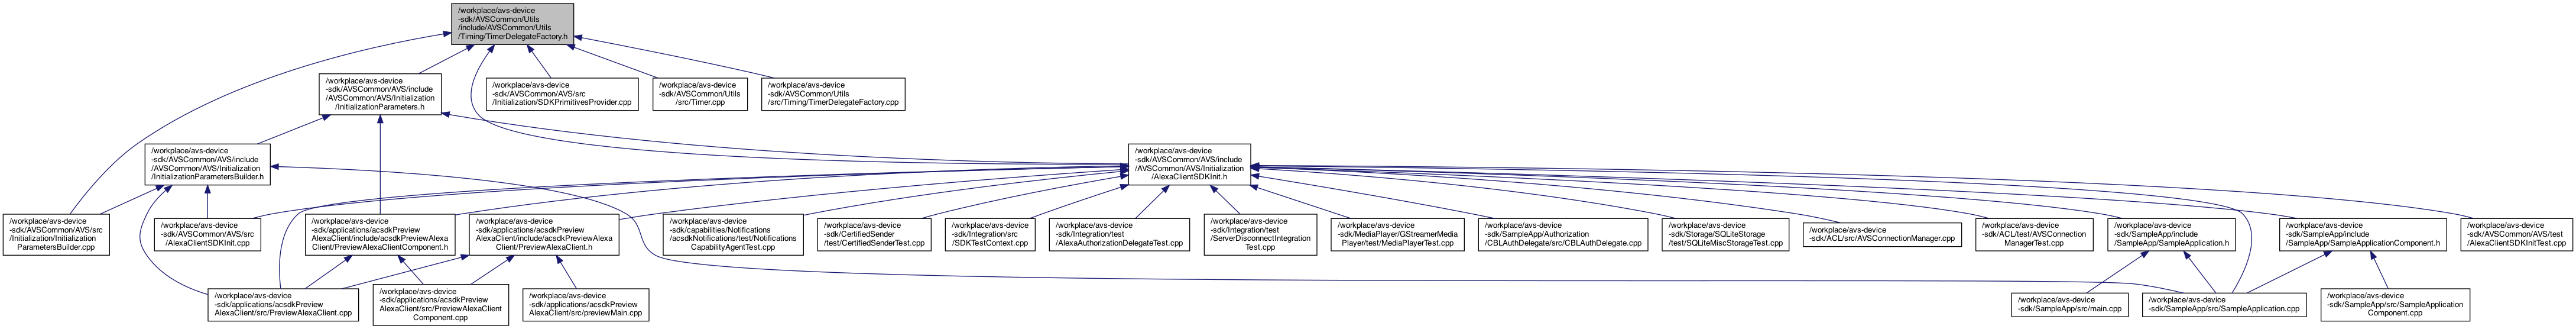 /workplace/avs-device
-sdk/AVSCommon/Utils
/include/AVSCommon/Utils
/Timing/TimerDelegateFactory.h
/workplace/avs-device
-sdk/AVSCommon/AVS/include
/AVSCommon/AVS/Initialization
/InitializationParameters.h
/workplace/avs-device
-sdk/AVSCommon/AVS/src
/Initialization/SDKPrimitivesProvider.cpp
/workplace/avs-device
-sdk/AVSCommon/Utils
/src/Timer.cpp
/workplace/avs-device
-sdk/AVSCommon/Utils
/src/Timing/TimerDelegateFactory.cpp
/workplace/avs-device
-sdk/AVSCommon/AVS/include
/AVSCommon/AVS/Initialization
/InitializationParametersBuilder.h
/workplace/avs-device
-sdk/AVSCommon/AVS/include
/AVSCommon/AVS/Initialization
/AlexaClientSDKInit.h
/workplace/avs-device
-sdk/AVSCommon/AVS/src
/Initialization/Initialization
ParametersBuilder.cpp
/workplace/avs-device
-sdk/AVSCommon/AVS/src
/AlexaClientSDKInit.cpp
/workplace/avs-device
-sdk/applications/acsdkPreview
AlexaClient/include/acsdkPreviewAlexa
Client/PreviewAlexaClientComponent.h
/workplace/avs-device
-sdk/applications/acsdkPreview
AlexaClient/include/acsdkPreviewAlexa
Client/PreviewAlexaClient.h
/workplace/avs-device
-sdk/capabilities/Notifications
/acsdkNotifications/test/Notifications
CapabilityAgentTest.cpp
/workplace/avs-device
-sdk/CertifiedSender
/test/CertifiedSenderTest.cpp
/workplace/avs-device
-sdk/Integration/src
/SDKTestContext.cpp
/workplace/avs-device
-sdk/Integration/test
/AlexaAuthorizationDelegateTest.cpp
/workplace/avs-device
-sdk/Integration/test
/ServerDisconnectIntegration
Test.cpp
/workplace/avs-device
-sdk/MediaPlayer/GStreamerMedia
Player/test/MediaPlayerTest.cpp
/workplace/avs-device
-sdk/SampleApp/Authorization
/CBLAuthDelegate/src/CBLAuthDelegate.cpp
/workplace/avs-device
-sdk/Storage/SQLiteStorage
/test/SQLiteMiscStorageTest.cpp
/workplace/avs-device
-sdk/ACL/src/AVSConnectionManager.cpp
/workplace/avs-device
-sdk/ACL/test/AVSConnection
ManagerTest.cpp
/workplace/avs-device
-sdk/SampleApp/include
/SampleApp/SampleApplication.h
/workplace/avs-device
-sdk/SampleApp/include
/SampleApp/SampleApplicationComponent.h
/workplace/avs-device
-sdk/AVSCommon/AVS/test
/AlexaClientSDKInitTest.cpp
/workplace/avs-device
-sdk/applications/acsdkPreview
AlexaClient/src/PreviewAlexaClient.cpp
/workplace/avs-device
-sdk/applications/acsdkPreview
AlexaClient/src/PreviewAlexaClient
Component.cpp
/workplace/avs-device
-sdk/applications/acsdkPreview
AlexaClient/src/previewMain.cpp
/workplace/avs-device
-sdk/SampleApp/src/main.cpp
/workplace/avs-device
-sdk/SampleApp/src/SampleApplication.cpp
/workplace/avs-device
-sdk/SampleApp/src/SampleApplication
Component.cpp